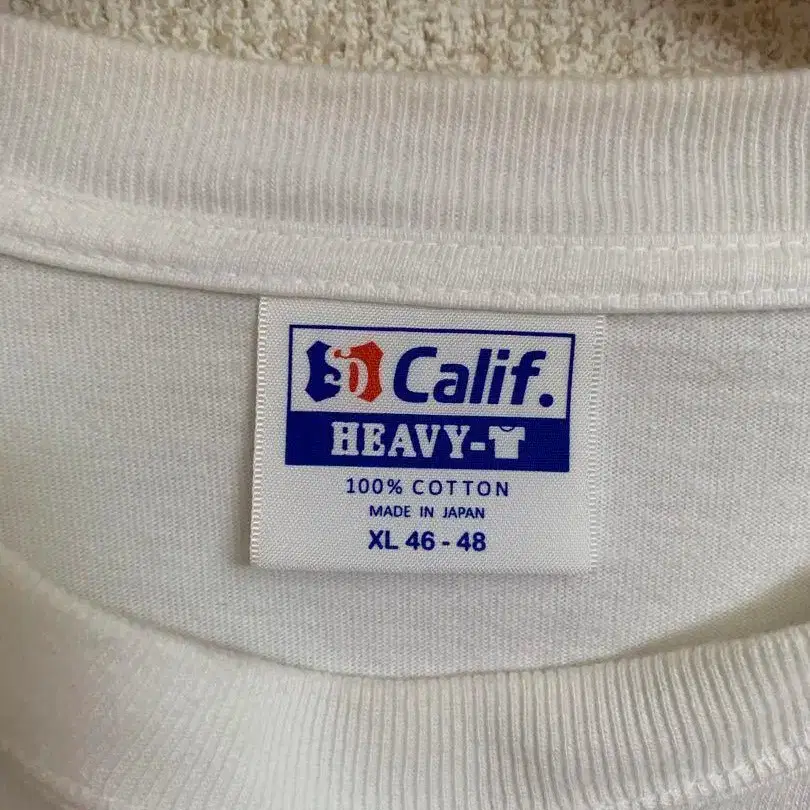 SD Calif.
HEAVY-T
100% COTTON
MADE IN JAPAN
XL 46 - 48